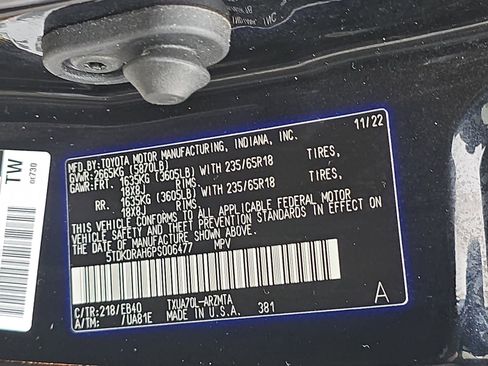 MFD.BY:TOYOTA MOTOR MANUFACTURING, INDIANA, INC. 11/22
GVWR:2665KG (5870LB)
GAWR:FRT. 1635KG (3605LB) WITH 235/65R18 TIRES,
18X8J RIMS
RR. 1635KG (3605LB) WITH 235/65R18 TIRES,
18X8J RIMS
THIS VEHICLE CONFORMS TO ALL APPLICABLE FEDERAL MOTOR
VEHICLE SAFETY AND THEFT PREVENTION STANDARDS IN EFFECT ON
THE DATE OF MANUFACTURE SHOWN ABOVE.
5TDKDRAH6PS006477 MPV
C/TR:218/EB40 TXUA70L-ARZMTA
A/TM: /UA81E MADE IN U.S.A. 381
A
TW
or730